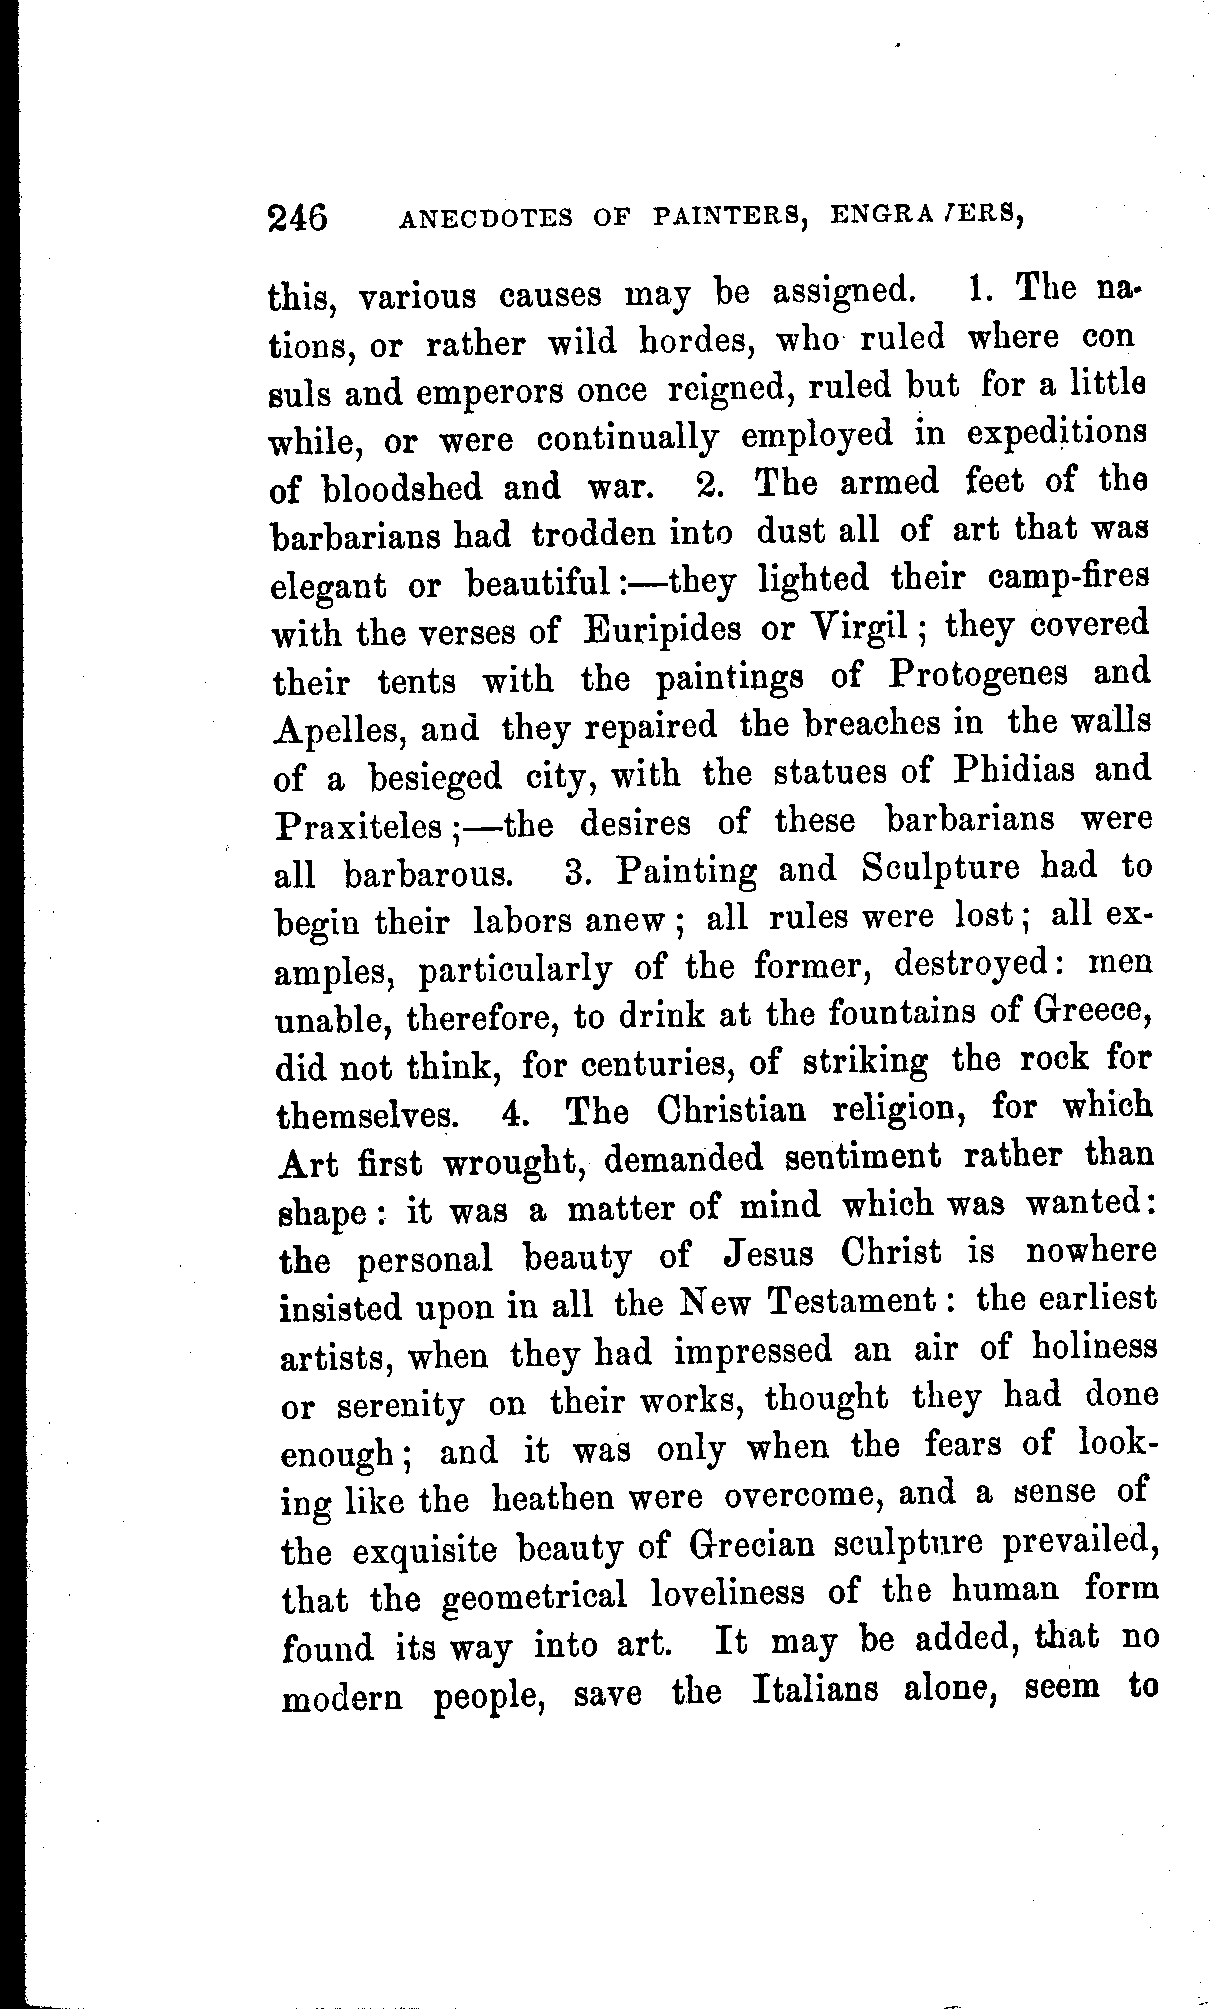 246 ANECDOTES OF PAINTERS, ENGRAVERS,
this, various causes may be assigned. 1. The na-
tions, or rather wild hordes, who ruled where con
suls and emperors once reigned, ruled but for a little
while, or were continually employed in expeditions
of bloodshed and war. 2. The armed feet of the
barbarians had trodden into dust all of art that was
elegant or beautiful:—they lighted their camp-fires
with the verses of Euripides or Virgil; they covered
their tents with the paintings of Protogenes and
Apelles, and they repaired the breaches in the walls
of a besieged city, with the statues of Phidias and
Praxiteles;—the desires of these barbarians were
all barbarous. 3. Painting and Sculpture had to
begin their labors anew; all rules were lost; all ex-
amples, particularly of the former, destroyed: men
unable, therefore, to drink at the fountains of Greece,
did not think, for centuries, of striking the rock for
themselves. 4. The Christian religion, for which
Art first wrought, demanded sentiment rather than
shape: it was a matter of mind which was wanted:
the personal beauty of Jesus Christ is nowhere
insisted upon in all the New Testament: the earliest
artists, when they had impressed an air of holiness
or serenity on their works, thought they had done
enough; and it was only when the fears of look-
ing like the heathen were overcome, and a sense of
the exquisite beauty of Grecian sculpture prevailed,
that the geometrical loveliness of the human form
found its way into art. It may be added, that no
modern people, save the Italians alone, seem to